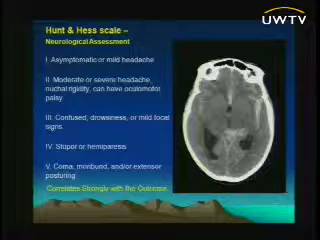 UWTV
Hunt & Hess scale –
Neurological Assessment
I. Asymptomatic or mild headache
II. Moderate or severe headache,
nuchal rigidity, can have oculomotor
palsy
III. Confused, drowsiness, or mild focal
signs.
IV. Stupor or hemiparesis
V. Coma, moribund, and/or extensor
posturing
Correlates Strongly with the Outcome